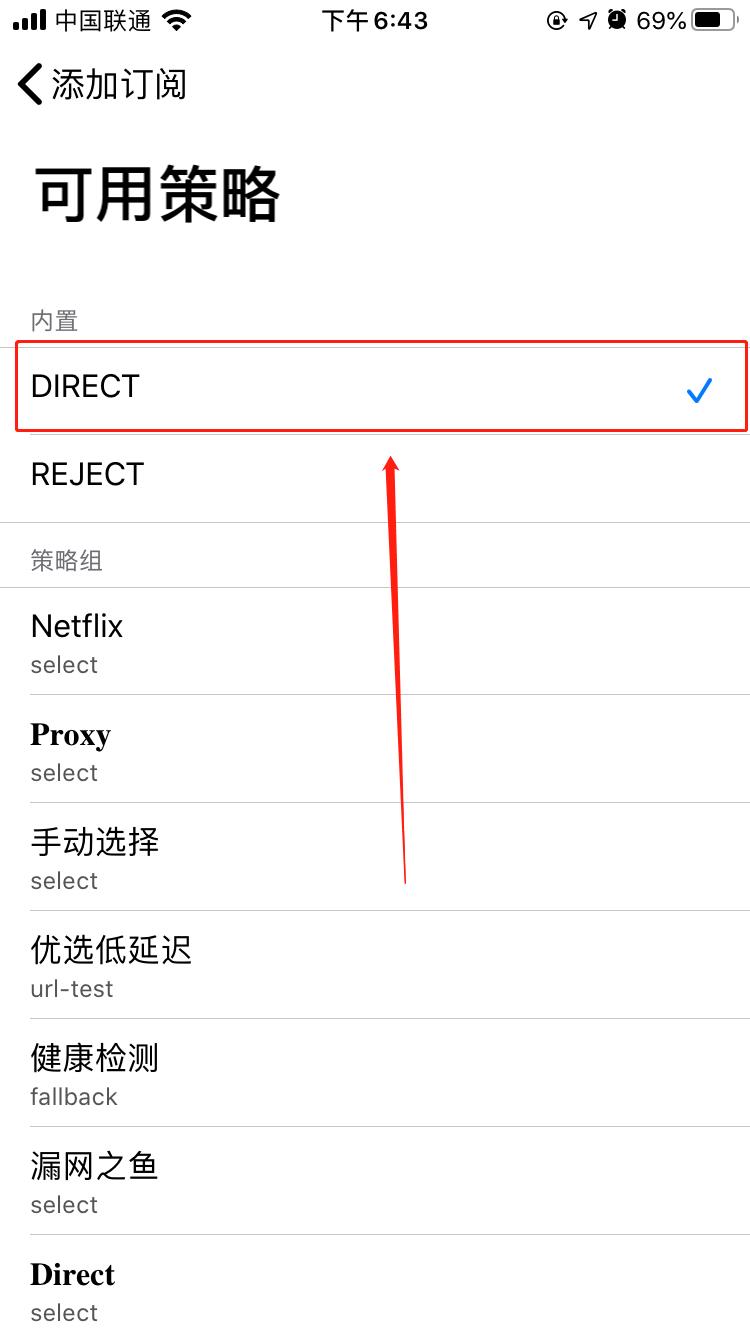 中国联通 下午6:43 69%
添加订阅
可用策略
内置
DIRECT
REJECT
策略组
Netflix
select
Proxy
select
手动选择
select
优选低延迟
url-test
健康检测
fallback
漏网之鱼
select
Direct
select